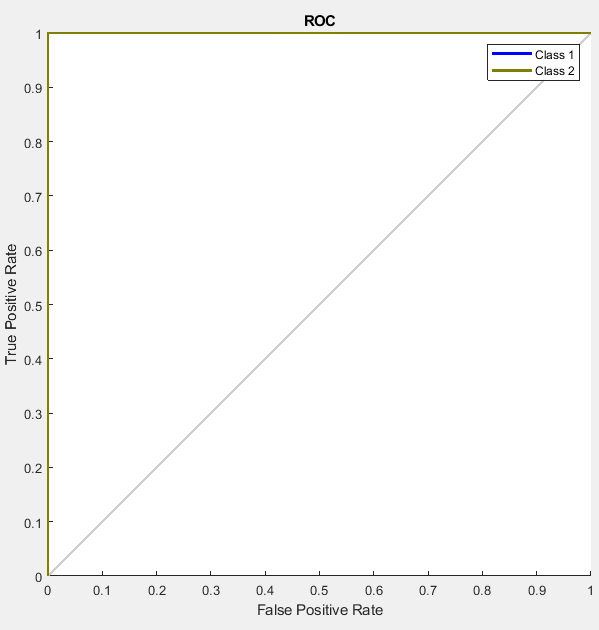 ROC
Class 1
Class 2
True Positive Rate
1
0.9
0.8
0.7
0.6
0.5
0.4
0.3
0.2
0.1
0
0 0.1 0.2 0.3 0.4 0.5 0.6 0.7 0.8 0.9 1
False Positive Rate